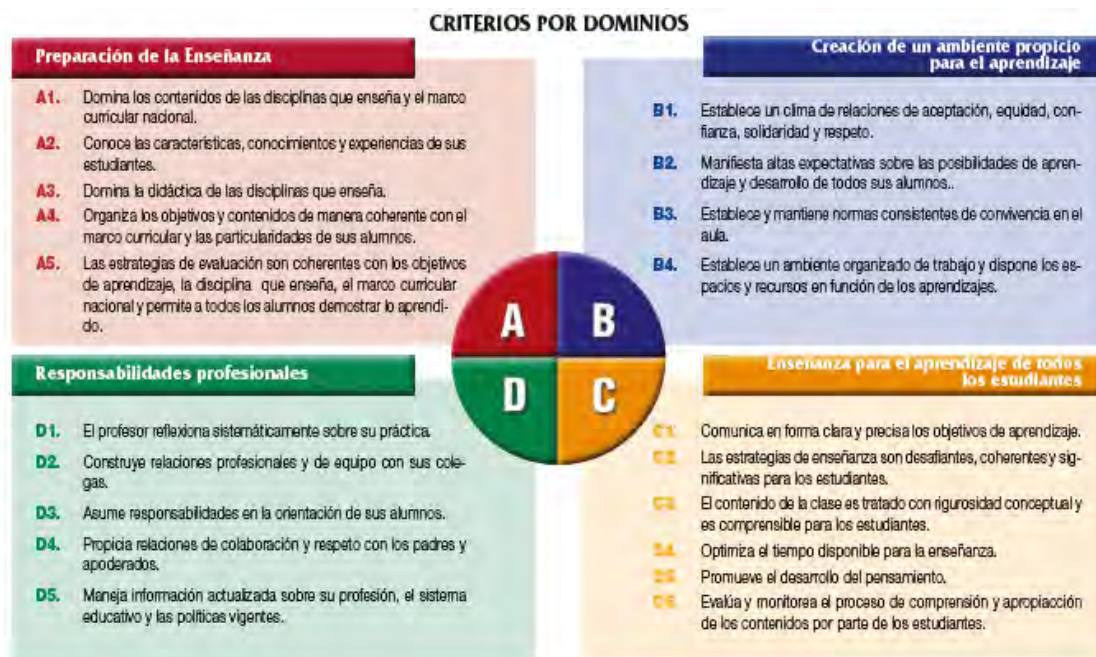 CRITERIOS POR DOMINIOS
Preparación de la Enseñanza
A1. Domina los contenidos de las disciplinas que enseña y el marco
curricular nacional.
A2. Conoce las características, conocimientos y experiencias de sus
estudiantes.
A3. Domina la didáctica de las disciplinas que enseña.
A4. Organiza los objetivos y contenidos de manera coherente con el
marco curricular y las particularidades de sus alumnos.
A5. Las estrategias de evaluación son coherentes con los objetivos
de aprendizaje, la disciplina que enseña, el marco curricular
nacional y permite a todos los alumnos demostrar lo aprendi-
do.
Creación de un ambiente propicio
para el aprendizaje
B1. Establece un clima de relaciones de aceptación, equidad, con-
fianza, solidaridad y respeto.
B2. Manifiesta altas expectativas sobre las posibilidades de apren-
dizaje y desarrollo de todos sus alumnos..
B3. Establece y mantiene normas consistentes de convivencia en el
aula.
B4. Establece un ambiente organizado de trabajo y dispone los es-
pacios y recursos en función de los aprendizajes.
A B
D C
Responsabilidades profesionales
D1. El profesor reflexiona sistemáticamente sobre su práctica.
D2. Construye relaciones profesionales y de equipo con sus cole-
gas.
D3. Asume responsabilidades en la orientación de sus alumnos.
D4. Propicia relaciones de colaboración y respeto con los padres y
apoderados.
D5. Maneja información actualizada sobre su profesión, el sistema
educativo y las políticas vigentes.
Enseñanza para el aprendizaje de todos
los estudiantes
C1. Comunica en forma clara y precisa los objetivos de aprendizaje.
C2. Las estrategias de enseñanza son desafiantes, coherentes y sig-
nificativas para los estudiantes.
C3. El contenido de la clase es tratado con rigurosidad conceptual y
es comprensible para los estudiantes.
Optimiza el tiempo disponible para la enseñanza.
Promueve el desarrollo del pensamiento.
C6. Evalúa y monitorea el proceso de comprensión y apropiacción
de los contenidos por parte de los estudiantes.